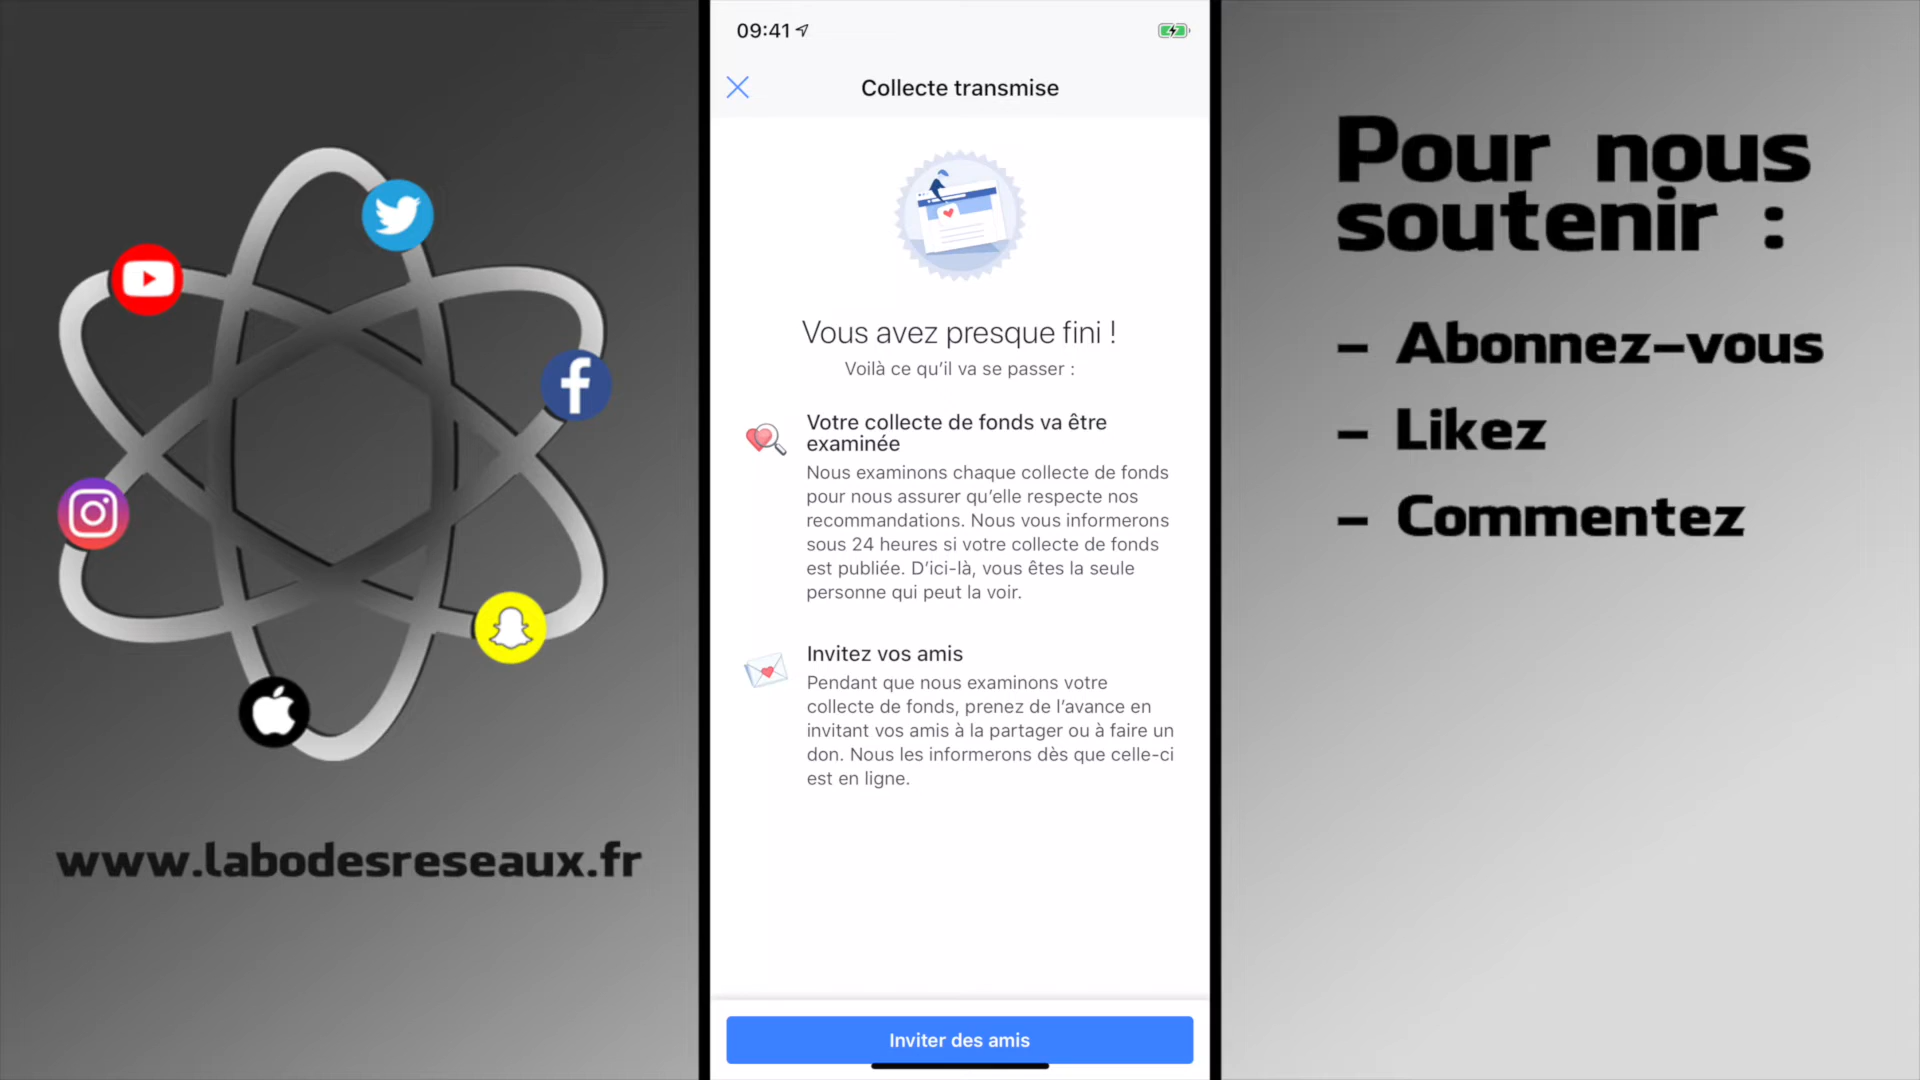 09:41
Collecte transmise
Vous avez presque fini !
Voilà ce qu’il va se passer :
Votre collecte de fonds va être
examinée
Nous examinons chaque collecte de fonds
pour nous assurer qu’elle respecte nos
recommandations. Nous vous informerons
sous 24 heures si votre collecte de fonds
est publiée. D’ici-là, vous êtes la seule
personne qui peut la voir.
Invitez vos amis
Pendant que nous examinons votre
collecte de fonds, prenez de l’avance en
invitant vos amis à la partager ou à faire un
don. Nous les informerons dès que celle-ci
est en ligne.
Inviter des amis
www.labodesreseaux.fr
Pour nous
soutenir :
- Abonnez-vous
- Likez
- Commentez